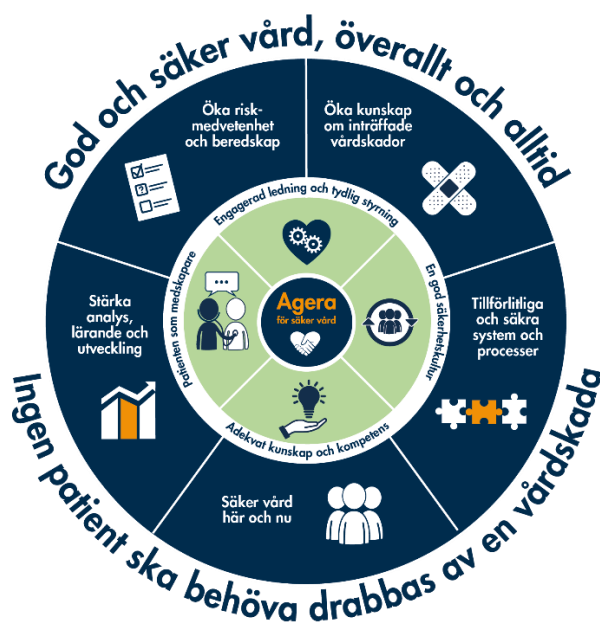 God och säker vård, överallt och alltid
Öka risk-
medvetenhet
och beredskap
Öka kunskap
om inträffade
vårdskador
Engagerad ledning och tydlig styrning
Patienten som medskapare
En god säkerhetskultur
Stärka
analys,
lärande och
utveckling
Agera
för säker vård
Tillförlitliga
och säkra
system och
processer
Adekvat kunskap och kompetens
Säker vård
här och nu
Ingen patient ska behöva drabbas av en vårdskada